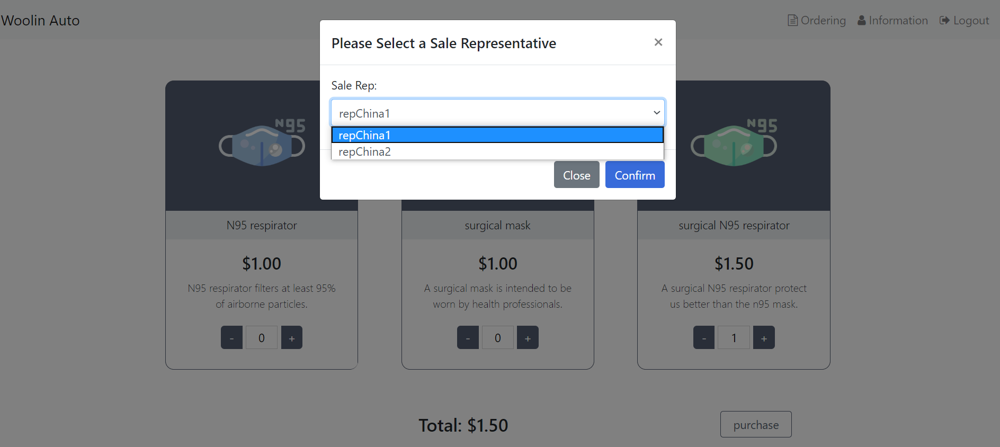 Woolin Auto
Ordering
Information
Logout
Please Select a Sale Representative
×
Sale Rep:
repChina1
repChina1
repChina2
Close
Confirm
N95
N95
N95 respirator
$1.00
N95 respirator filters at least 95%
of airborne particles.
- 0 +
surgical mask
$1.00
A surgical mask is intended to be
worn by health professionals.
- 0 +
surgical N95 respirator
$1.50
A surgical N95 respirator protect
us better than the n95 mask.
- 1 +
Total: $1.50
purchase